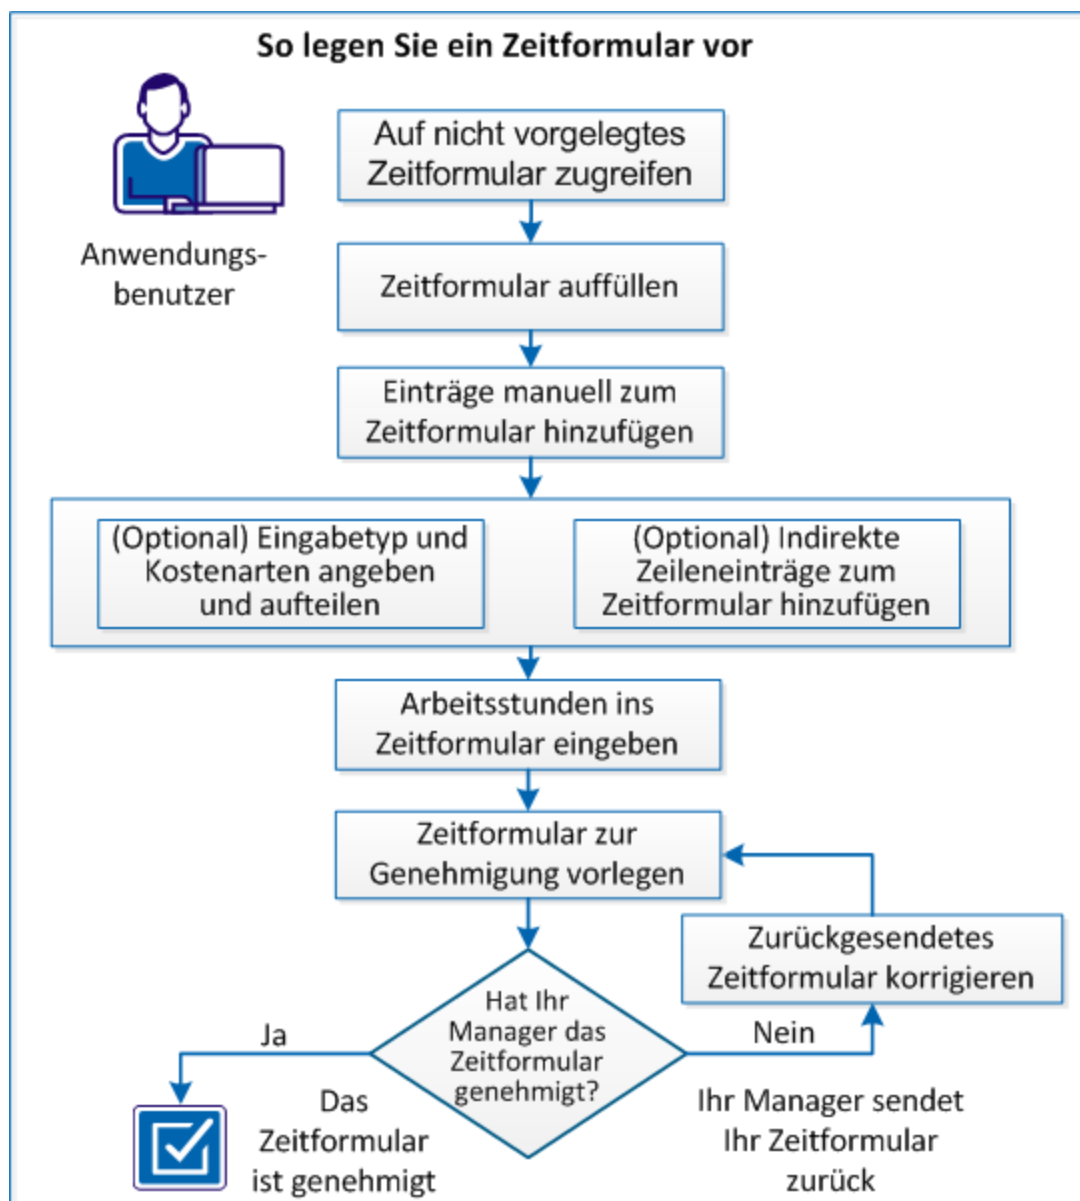 So legen Sie ein Zeitformular vor
Anwendungs-
benutzer
Auf nicht vorgelegtes
Zeitformular zugreifen
Zeitformular auffüllen
Einträge manuell zum
Zeitformular hinzufügen
(Optional) Eingabetyp und
Kostenarten angeben
und aufteilen
(Optional) Indirekte
Zeileneinträge zum
Zeitformular hinzufügen
Arbeitsstunden ins
Zeitformular eingeben
Zeitformular zur
Genehmigung vorlegen
Zurückgesendetes
Zeitformular korrigieren
Hat Ihr
Manager das
Zeitformular
genehmigt?
Ja
Nein
Das
Zeitformular
ist genehmigt
Ihr Manager sendet
Ihr Zeitformular
zurück